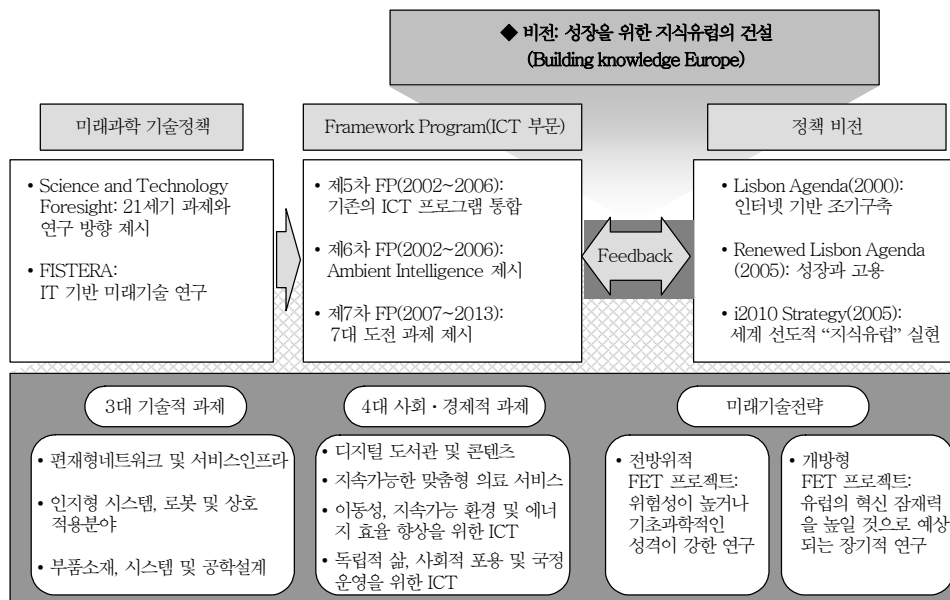 ◆ 비전: 성장을 위한 지식유럽의 건설
(Building knowledge Europe)
미래과학 기술정책
Framework Program(ICT 부문)
정책 비전
• Science and Technology
Foresight: 21세기 과제와
연구 방향 제시
• FISTERA:
IT 기반 미래기술 연구
• 제5차 FP(2002~2006):
기존의 ICT 프로그램 통합
• 제6차 FP(2002~2006):
Ambient Intelligence 제시
• 제7차 FP(2007~2013):
7대 도전 과제 제시
Feedback
• Lisbon Agenda(2000):
인터넷 기반 조기구축
• Renewed Lisbon Agenda
(2005): 성장과 고용
• i2010 Strategy(2005):
세계 선도적 “지식유럽” 실현
3대 기술적 과제
• 편재형네트워크 및 서비스인프라
• 인지형 시스템, 로봇 및 상호
적용분야
• 부품소재, 시스템 및 공학설계
4대 사회·경제적 과제
• 디지털 도서관 및 콘텐츠
• 지속가능한 맞춤형 의료 서비스
• 이동성, 지속가능 환경 및 에너
지 효율 향상을 위한 ICT
• 독립적 삶, 사회적 포용 및 국정
운영을 위한 ICT
미래기술전략
• 전방위적
FET 프로젝트:
위험성이 높거나
기초과학적인
성격이 강한 연구
• 개방형
FET 프로젝트:
유럽의 혁신 잠재력
을 높일 것으로 예상
되는 장기적 연구